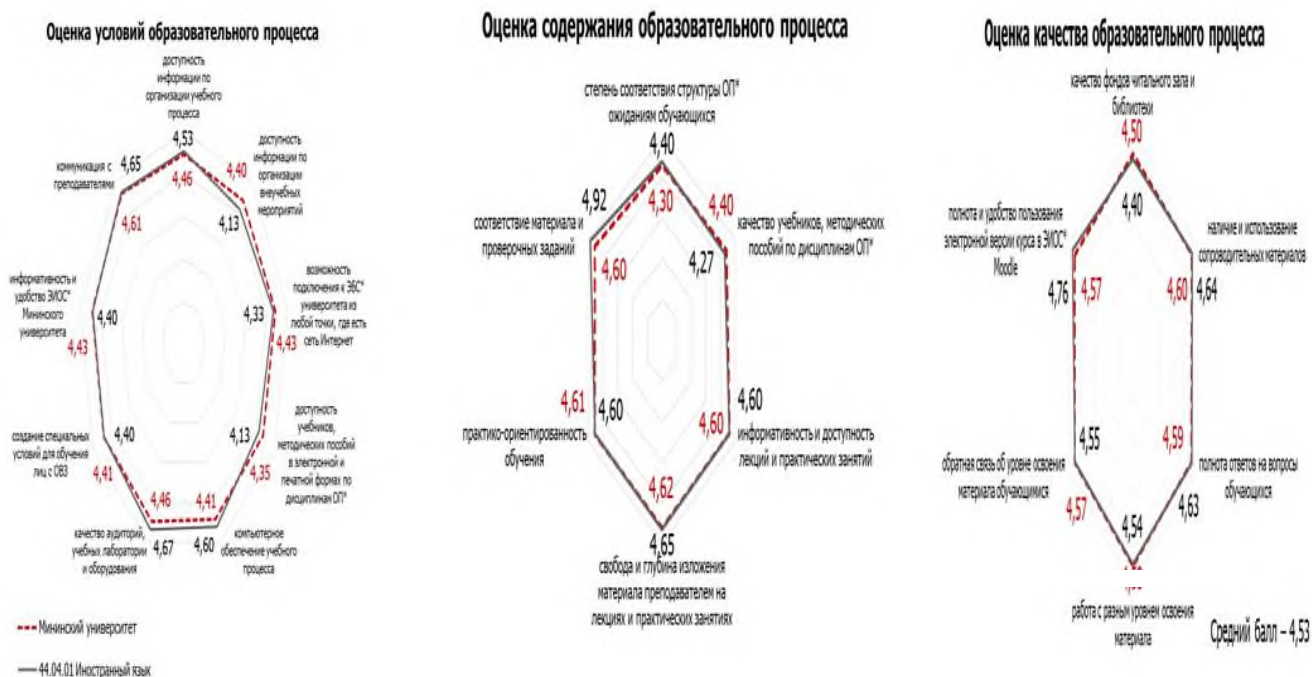 Оценка условий образовательного процесса
доступность
информации по
организации учебного
процесса
4,53
4,46
доступность
информации по
организации
внеучебных
мероприятий
4,40
4,13
возможность
подключения к ЭБС*
университета из
любой точки, где есть
сеть Интернет
4,33
4,43
доступность
учебников,
методических пособий
в электронной и
печатной формах по
дисциплинам ОП*
4,13
4,35
компьютерное
обеспечение учебного
процесса
4,41
4,60
качество аудиторий,
учебных лаборатории
и оборудования
4,46
4,67
создание специальных
условий для обучения
лиц с ОВЗ
4,40
4,41
информативность и
удобство ЭИОС*
Мининского
университета
4,40
4,43
коммуникация с
преподавателями
4,65
4,61
Мининский университет
44.04.01 Иностранный язык
Оценка содержания образовательного процесса
степень соответствия структуры ОП*
ожиданиям обучающихся
4,40
4,30
качество учебников, методических
пособий по дисциплинам ОП*
4,40
4,27
информативность и доступность
лекций и практических занятий
4,60
4,60
свобода и глубина изложения
материала преподавателем на
лекциях и практических занятиях
4,62
4,65
практико-ориентированность
обучения
4,61
4,60
соответствие материала и
проверочных заданий
4,92
4,60
Оценка качества образовательного процесса
качество фондов читального зала и
библиотеки
4,50
4,40
наличие и использование
сопроводительных материалов
4,60
4,64
полнота ответов на вопросы
обучающихся
4,59
4,63
работа с разным уровнем освоения
материала
4,54
обратная связь об уровне освоения
материала обучающимися
4,55
4,57
полнота и удобство пользования
электронной версии курса в ЭИОС*
Moodle
4,76
4,57
Средний балл – 4,53